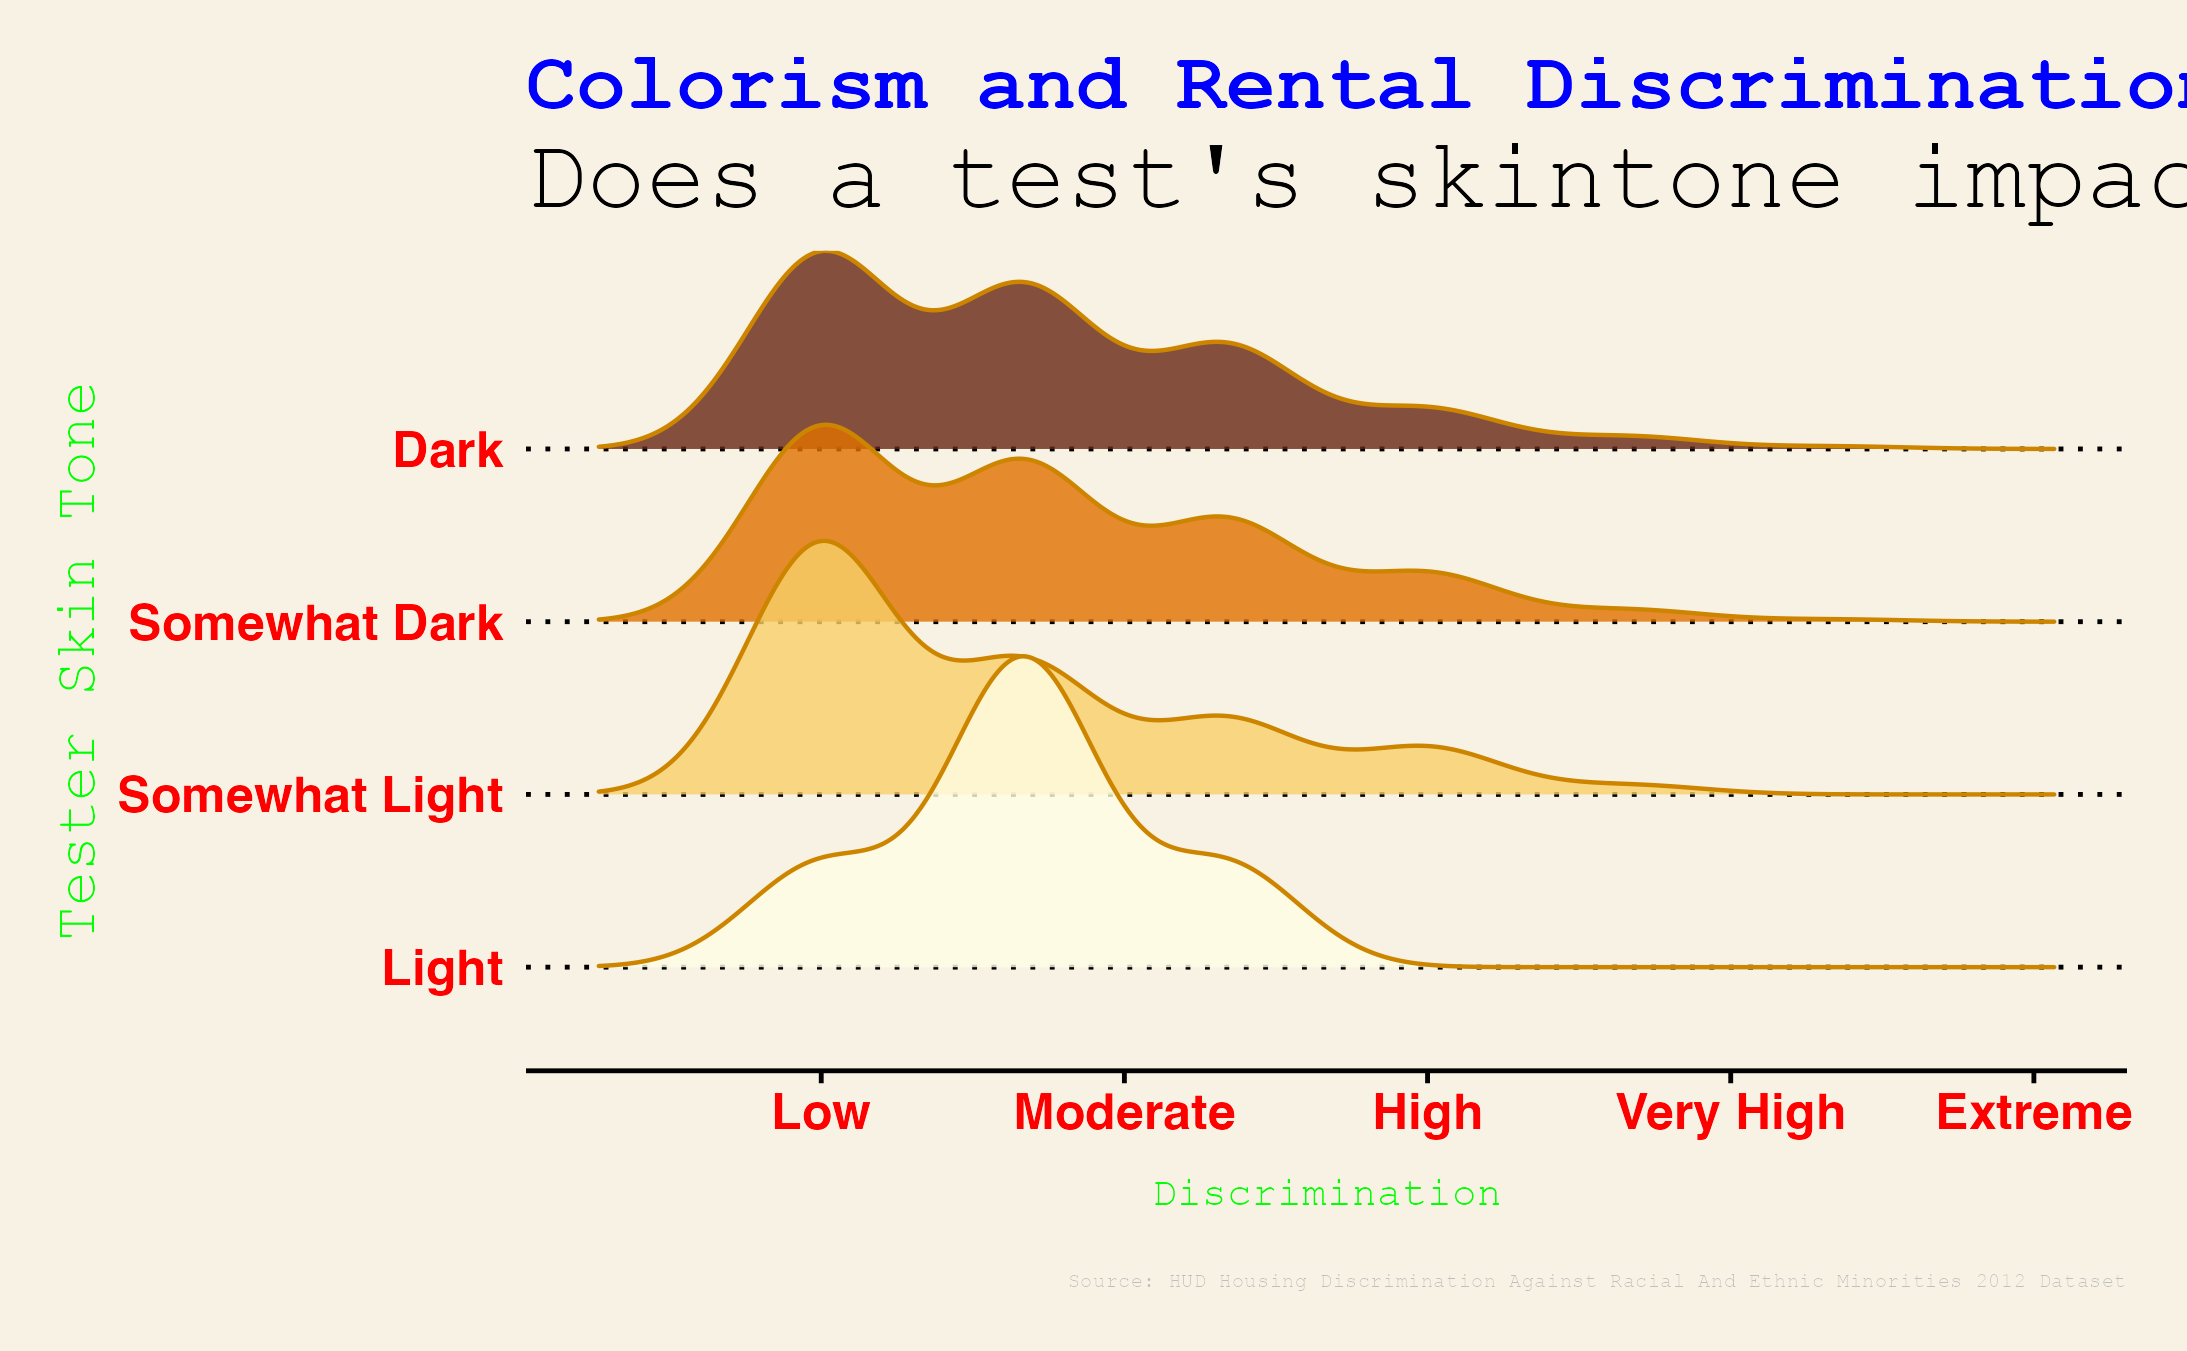 Colorism and Rental Discrimination
Does a test's skintone impac
Tester Skin Tone
Dark
Somewhat Dark
Somewhat Light
Light
Low Moderate High Very High Extreme
Discrimination
Source: HUD Housing Discrimination Against Racial And Ethnic Minorities 2012 Dataset